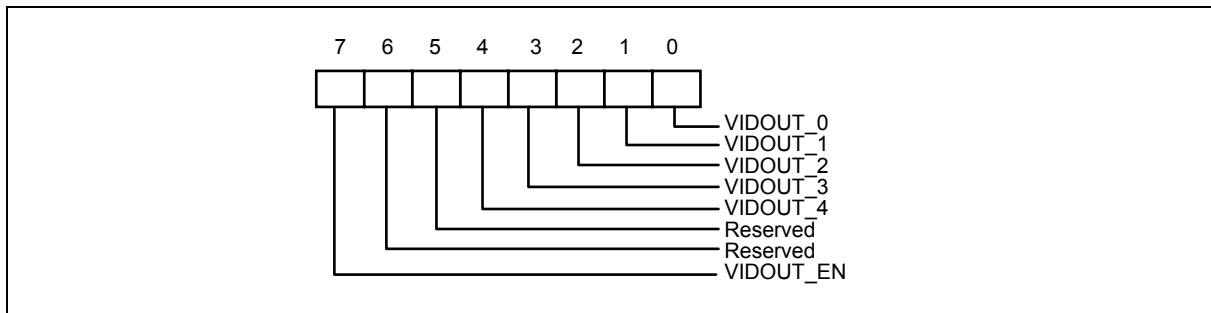 7 6 5 4 3 2 1 0
VIDOUT_0
VIDOUT_1
VIDOUT_2
VIDOUT_3
VIDOUT_4
Reserved
Reserved
VIDOUT_EN